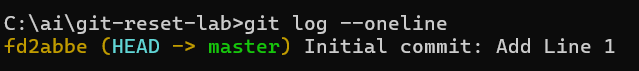 C:\ai\git-reset-lab>git log --oneline
fd2abbe (HEAD -> master) Initial commit: Add Line 1